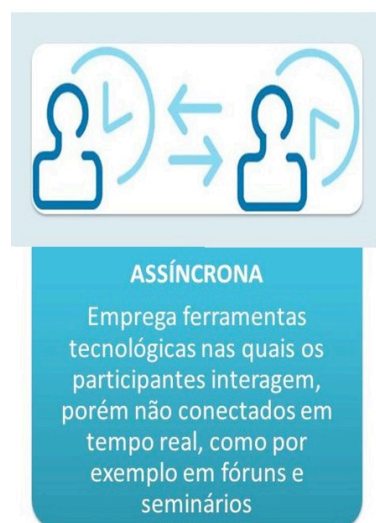 ASSÍNCRONA
Emprega ferramentas
tecnológicas nas quais os
participantes interagem,
porém não conectados em
tempo real, como por
exemplo em fóruns e
seminários